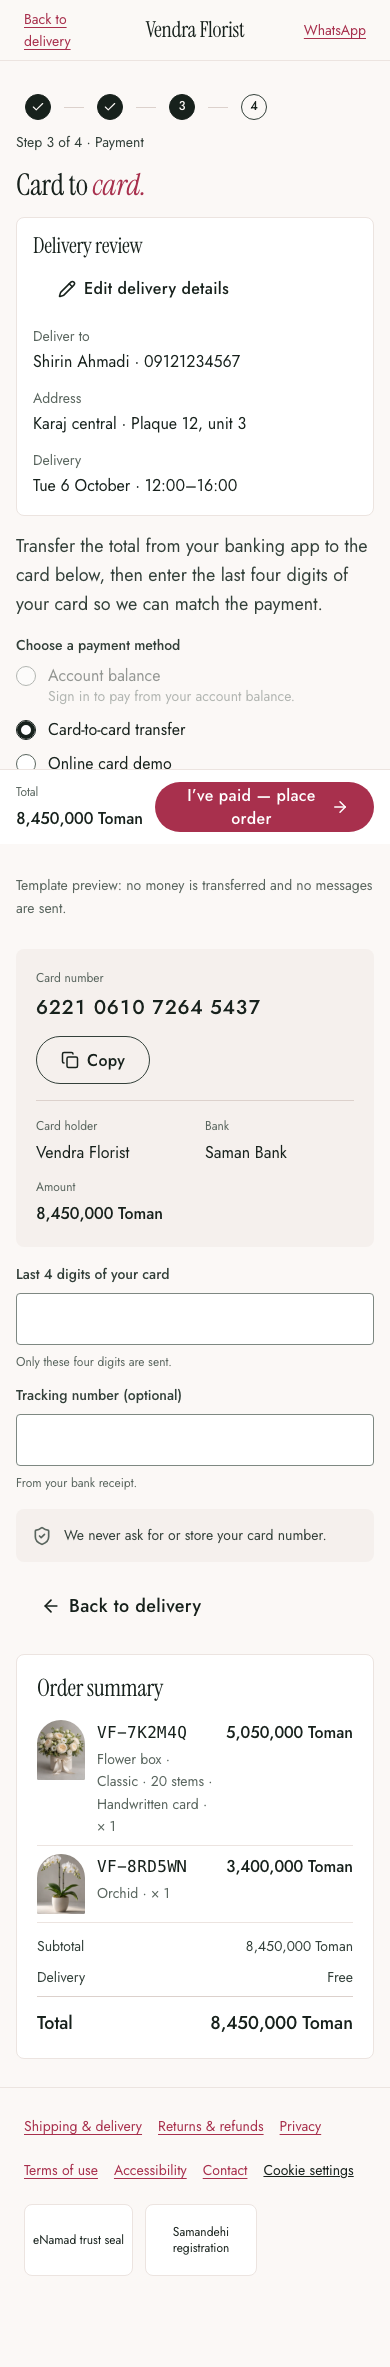 Back to
delivery
Vendra Florist
WhatsApp
3
4
Step 3 of 4 · Payment
Card to card.
Delivery review
Edit delivery details
Deliver to
Shirin Ahmadi · 09121234567
Address
Karaj central · Plaque 12, unit 3
Delivery
Tue 6 October · 12:00–16:00
Transfer the total from your banking app to the
card below, then enter the last four digits of
your card so we can match the payment.
Choose a payment method
Account balance
Sign in to pay from your account balance.
Card-to-card transfer
Online card demo
Total
8,450,000 Toman
I've paid — place
order
Template preview: no money is transferred and no messages
are sent.
Card number
6221 0610 7264 5437
Copy
Card holder
Bank
Vendra Florist
Saman Bank
Amount
8,450,000 Toman
Last 4 digits of your card
Only these four digits are sent.
Tracking number (optional)
From your bank receipt.
We never ask for or store your card number.
Back to delivery
Order summary
VF-7K2M4Q
5,050,000 Toman
Flower box ·
Classic · 20 stems ·
Handwritten card ·
× 1
VF-8RD5WN
3,400,000 Toman
Orchid · × 1
Subtotal
8,450,000 Toman
Delivery
Free
Total
8,450,000 Toman
Shipping & delivery
Returns & refunds
Privacy
Terms of use
Accessibility
Contact
Cookie settings
eNamad trust seal
Samandehi
registration